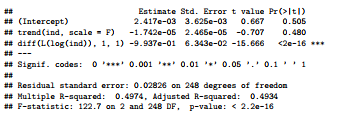 ##                          Estimate Std. Error t value Pr(>|t|)
## (Intercept)             2.417e-03  3.625e-03   0.667    0.505
## trend(ind, scale = F)  -1.742e-05  2.465e-05  -0.707    0.480
## diff(L(log(ind)), 1, 1) -9.937e-01  6.343e-02 -15.666   <2e-16 ***
## ---
## Signif. codes:  0 '***' 0.001 '**' 0.01 '*' 0.05 '.' 0.1 ' ' 1
##
## Residual standard error: 0.02826 on 248 degrees of freedom
## Multiple R-squared:  0.4974, Adjusted R-squared:  0.4934
## F-statistic: 122.7 on 2 and 248 DF,  p-value: < 2.2e-16